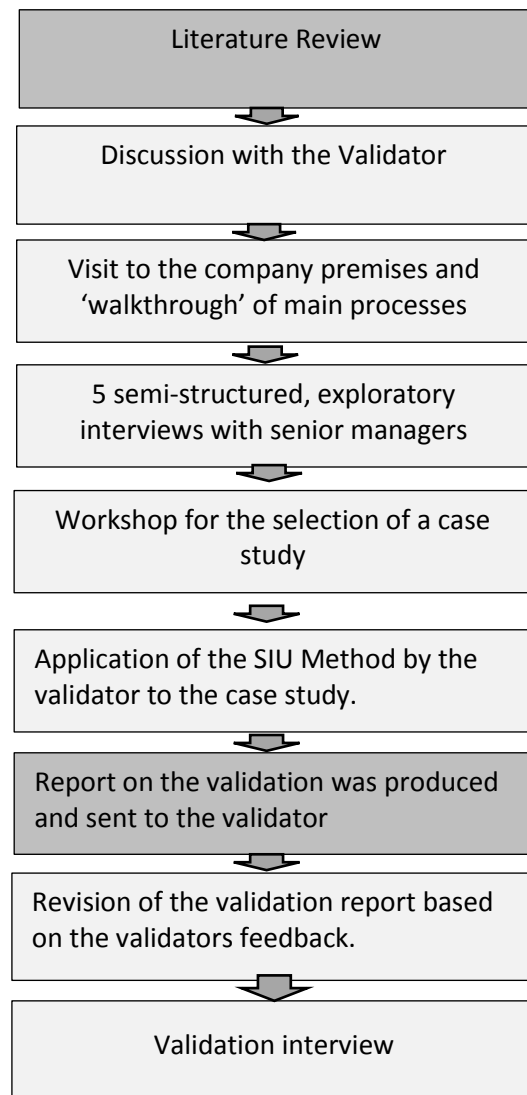 Literature Review
Discussion with the Validator
Visit to the company premises and
‘walkthrough’ of main processes
5 semi-structured, exploratory
interviews with senior managers
Workshop for the selection of a case
study
Application of the SIU Method by the
validator to the case study.
Report on the validation was produced
and sent to the validator
Revision of the validation report based
on the validators feedback.
Validation interview